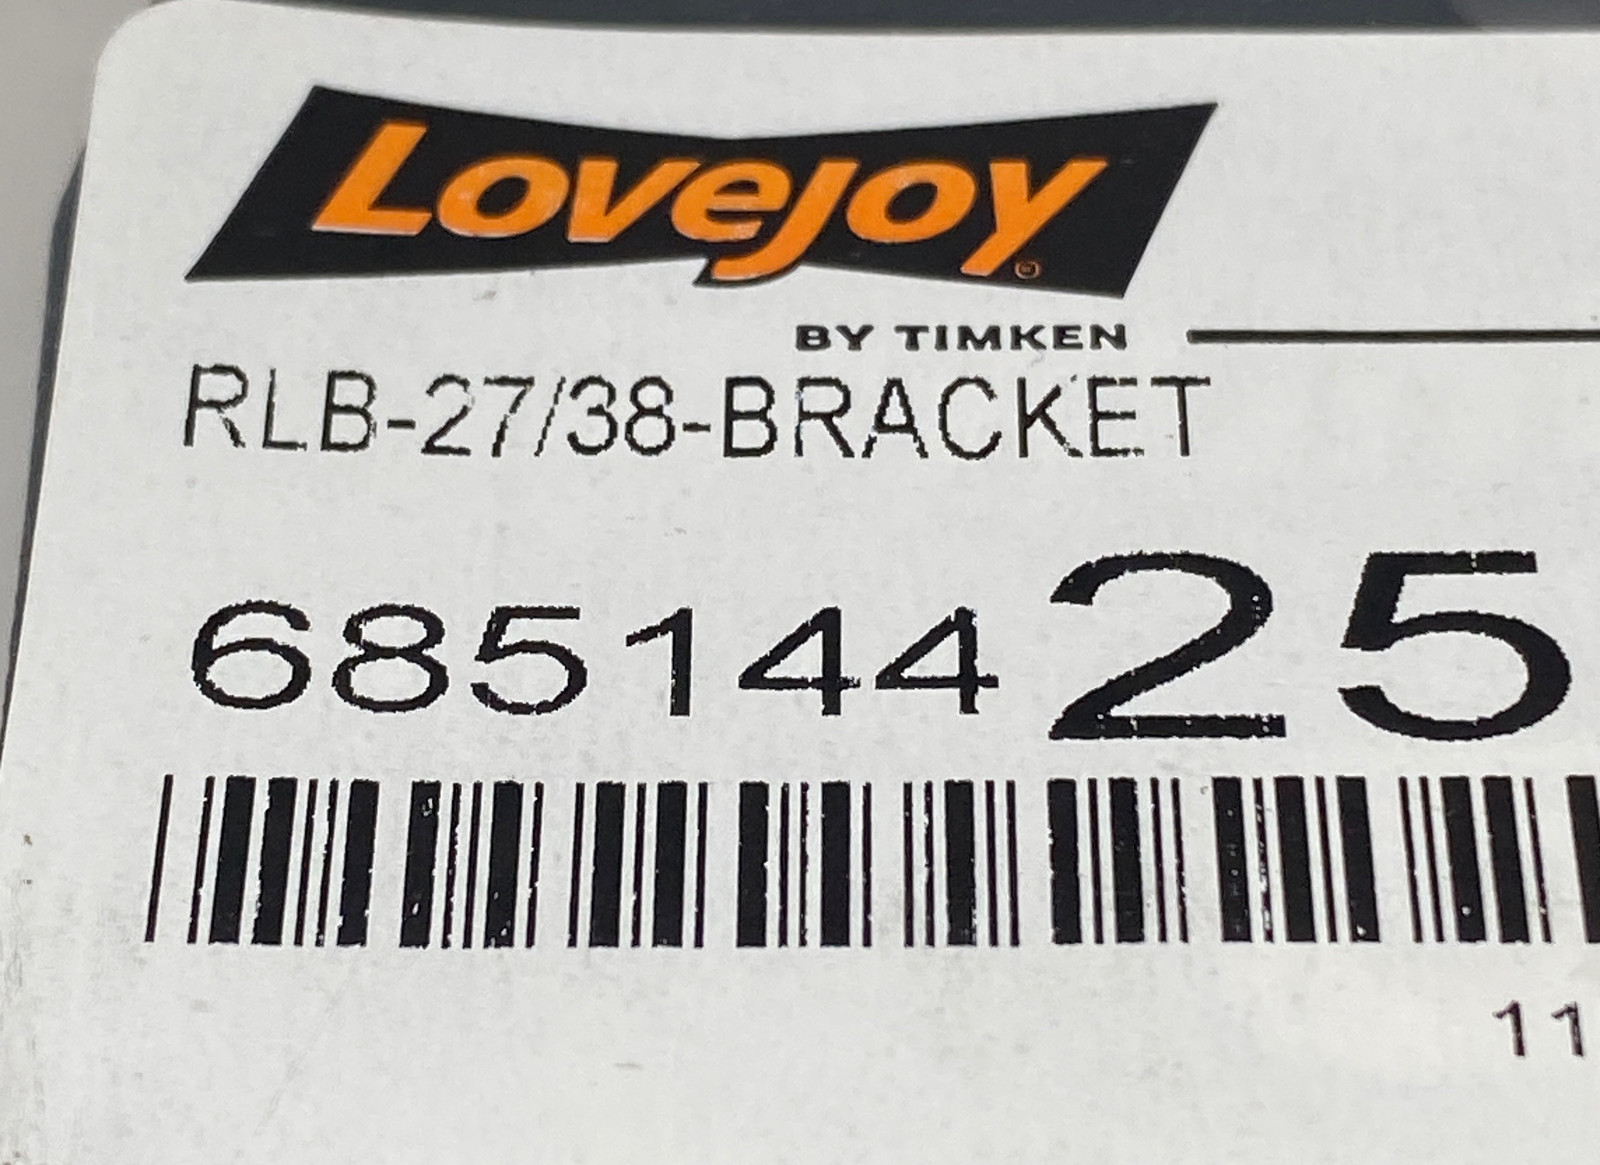 Lovejoy
BY TIMKEN
RLB-27/38-BRACKET
68514425
11